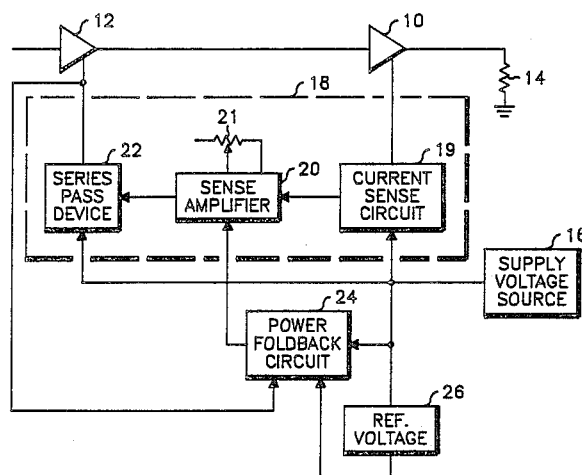 12
10
14
18
21
22
SERIES
PASS
DEVICE
20
SENSE
AMPLIFIER
19
CURRENT
SENSE
CIRCUIT
16
SUPPLY
VOLTAGE
SOURCE
24
POWER
FOLDBACK
CIRCUIT
26
REF.
VOLTAGE